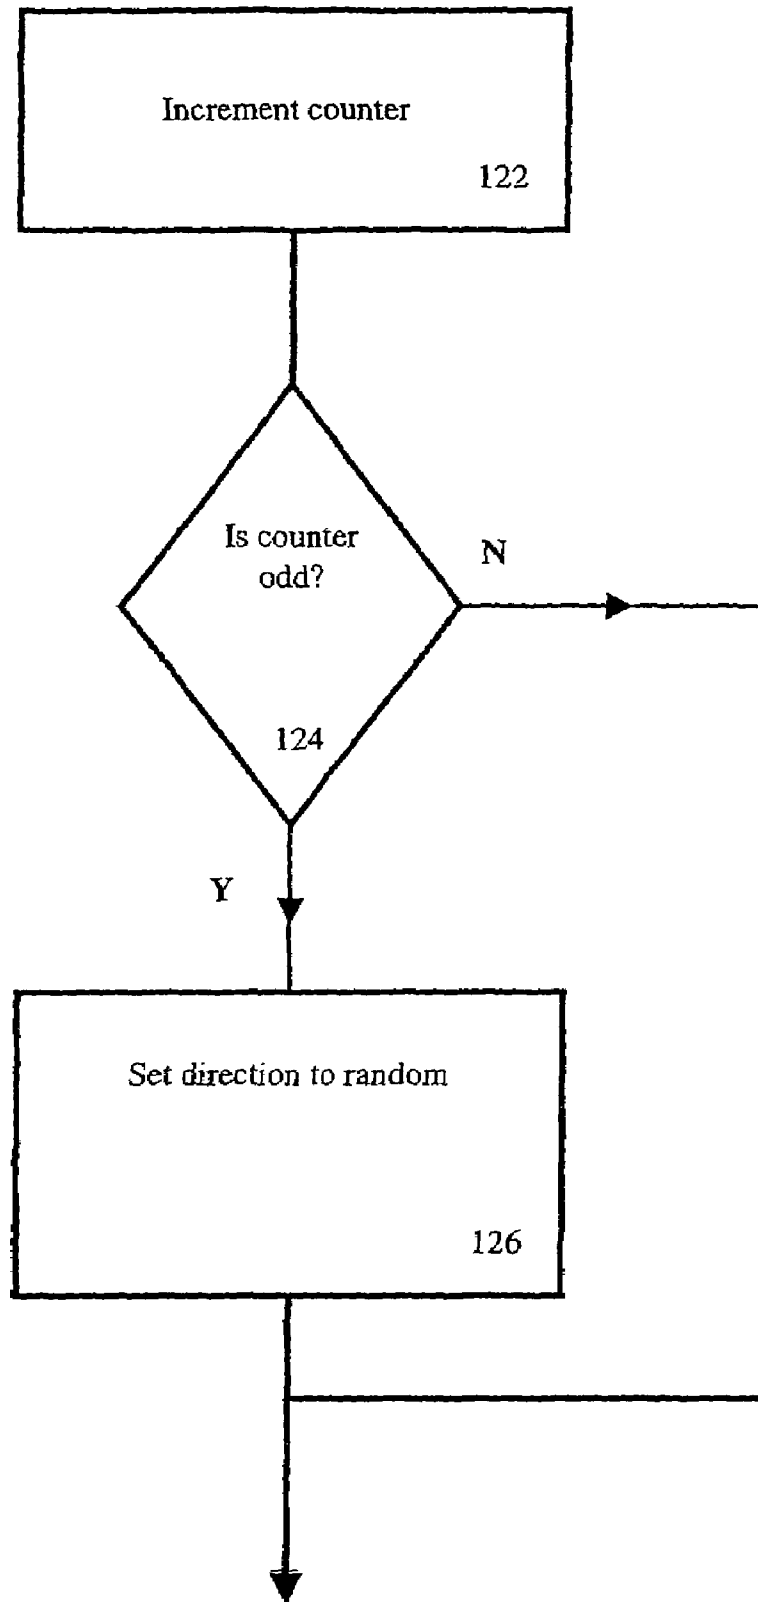 Increment counter
122
Is counter
odd?
N
124
Y
Set direction to random
126